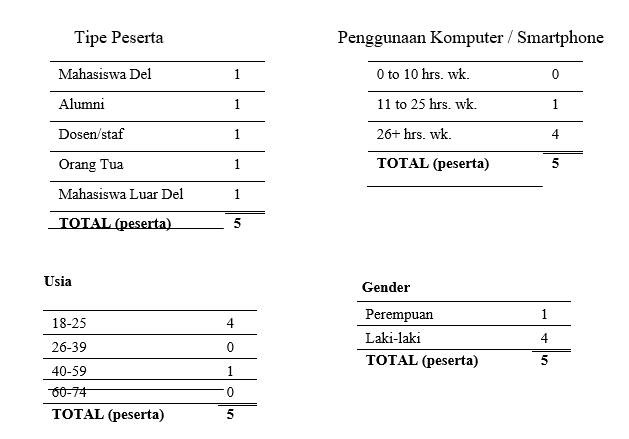 Tipe Peserta
Mahasiswa Del 1
Alumni 1
Dosen/staf 1
Orang Tua 1
Mahasiswa Luar Del 1
TOTAL (peserta) 5
Penggunaan Komputer / Smartphone
0 to 10 hrs. wk. 0
11 to 25 hrs. wk. 1
26+ hrs. wk. 4
TOTAL (peserta) 5
Usia
18-25 4
26-39 0
40-59 1
60-74 0
TOTAL (peserta) 5
Gender
Perempuan 1
Laki-laki 4
TOTAL (peserta) 5